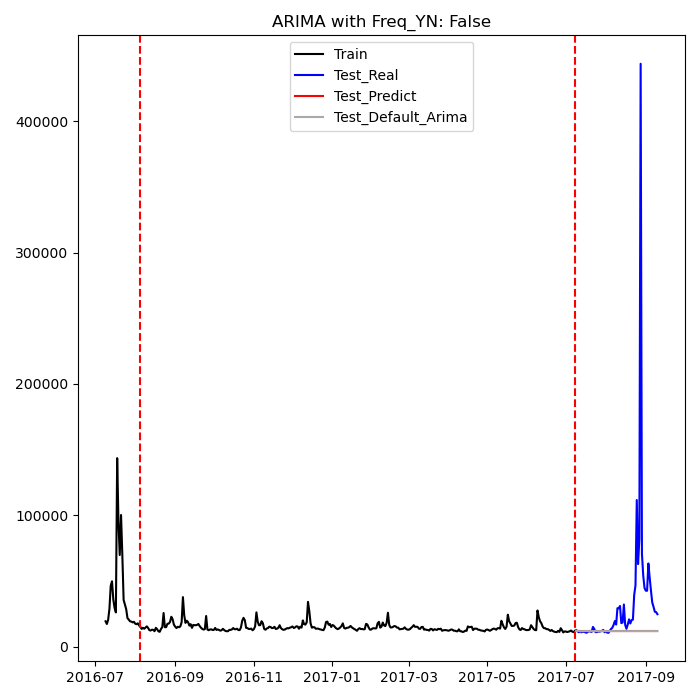 ARIMA with Freq_YN: False
Train
Test_Real
Test_Predict
Test_Default_Arima
400000
300000
200000
100000
0
2016-07 2016-09 2016-11 2017-01 2017-03 2017-05 2017-07 2017-09